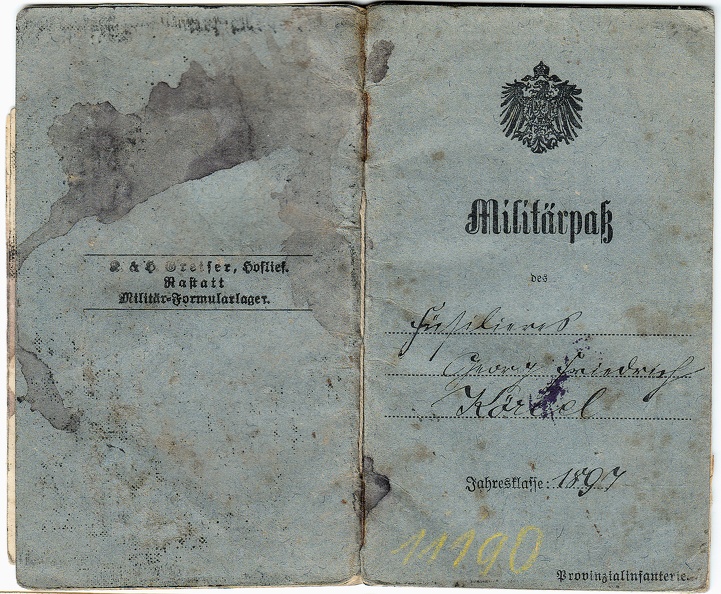 & H Greiser, Hoflief.
Rastatt
Militär-Formularlager.
Militärpaß
des
Füsiliers
Georg Friedrich
Jahresklasse: 1897
11190
Provinzialinfanterie.